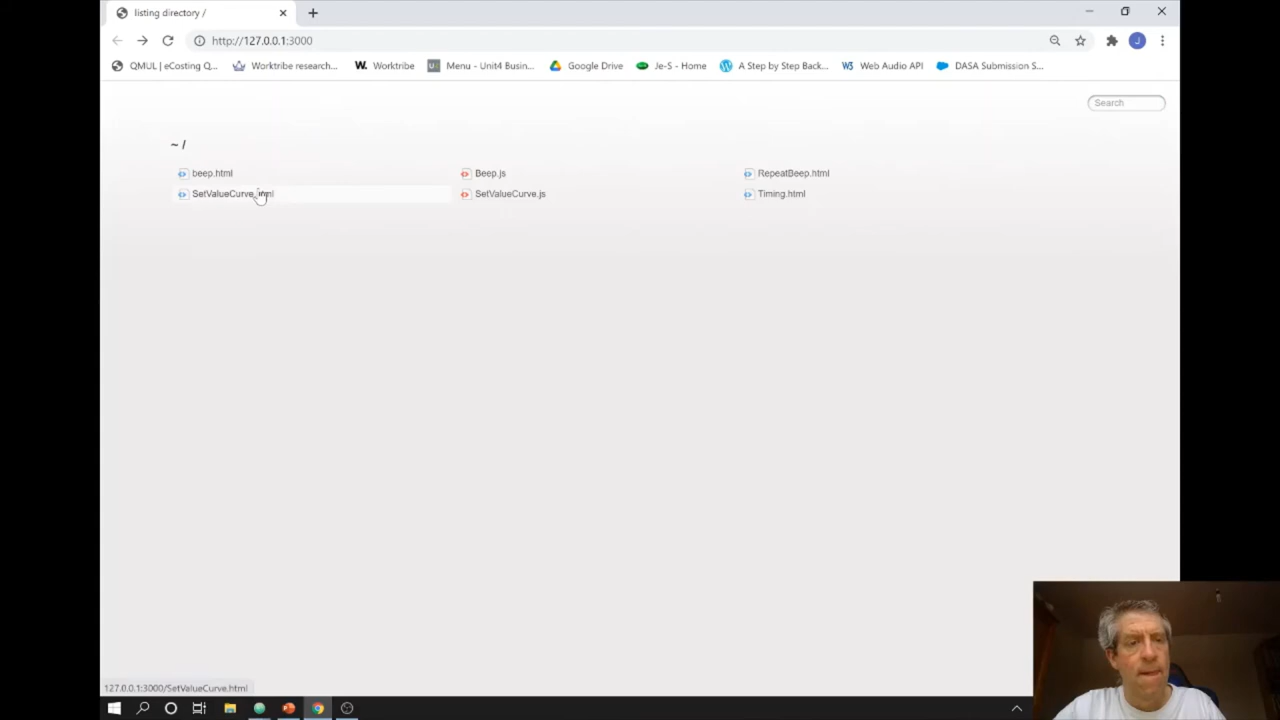 listing directory /
http://127.0.0.1:3000
QMUL | eCosting Q... Worktribe research... W. Worktribe Menu - Unit4 Busin... Google Drive Je-S - Home A Step by Step Back... Web Audio API DASA Submission S...
Search
~ /
beep.html Beep.js RepeatBeep.html
SetValueCurve.html SetValueCurve.js Timing.html
127.0.0.1:3000/SetValueCurve.html